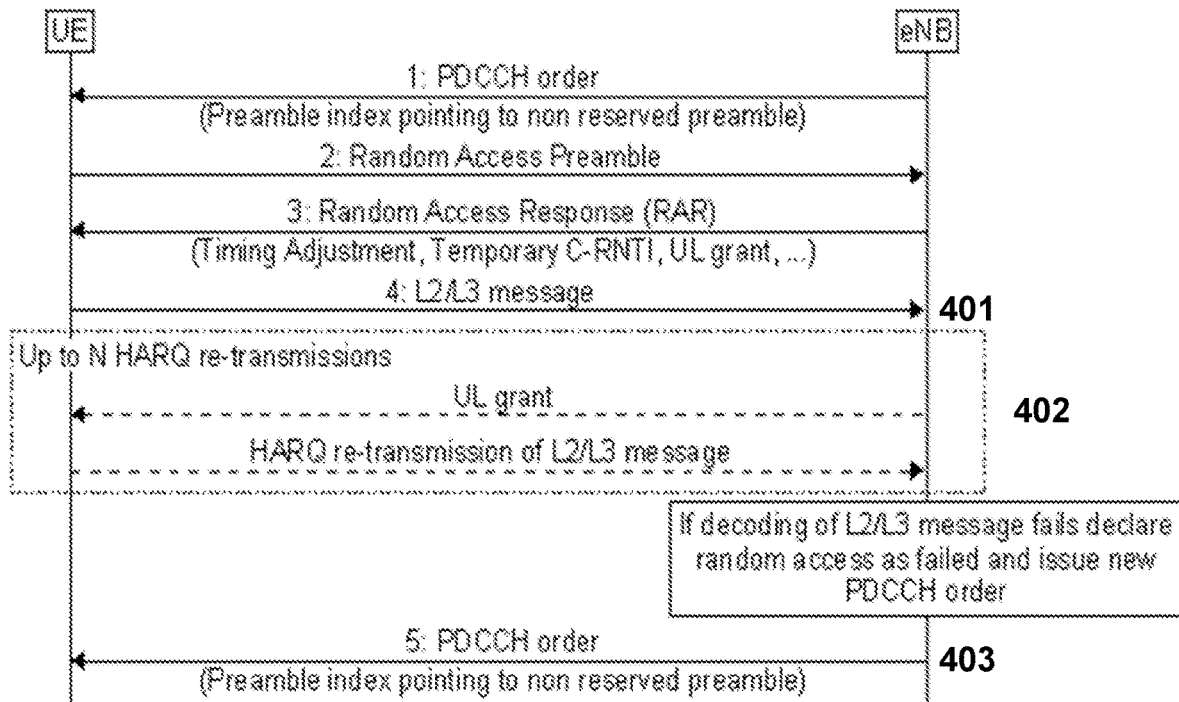 UE
eNB
1: PDCCH order
(Preamble index pointing to non reserved preamble)
2: Random Access Preamble
3: Random Access Response (RAR)
(Timing Adjustment, Temporary C-RNTI, UL grant, ...)
4: L2/L3 message
401
Up to N HARQ re-transmissions
UL grant
402
HARQ re-transmission of L2/L3 message
If decoding of L2/L3 message fails declare
random access as failed and issue new
PDCCH order
5: PDCCH order
403
(Preamble index pointing to non reserved preamble)